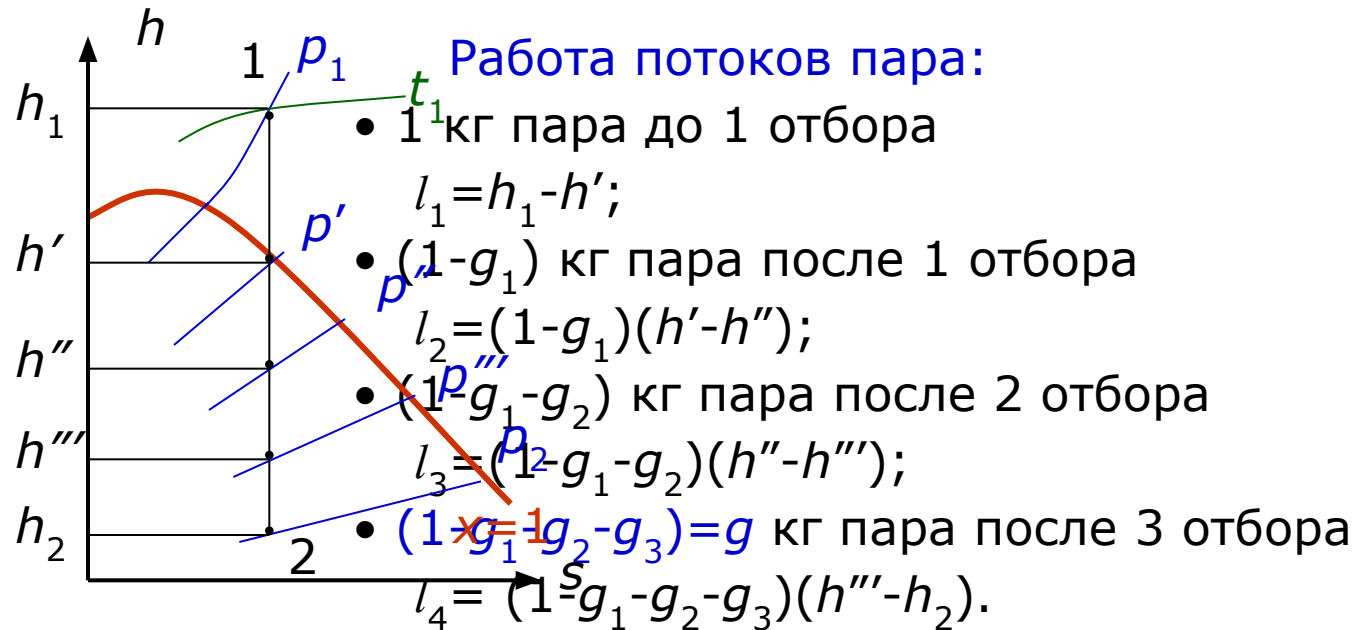 h
1
p₁
t₁
h₁
h′
h″
h‴
h₂
p′
p″
p‴
p₂
x=1
2
s
Работа потоков пара:
• 1 кг пара до 1 отбора
l₁=h₁-h′;
• (1-g₁) кг пара после 1 отбора
l₂=(1-g₁)(h′-h″);
• (1-g₁-g₂) кг пара после 2 отбора
l₃=(1-g₁-g₂)(h″-h‴);
• (1-g₁-g₂-g₃)=g кг пара после 3 отбора
l₄= (1-g₁-g₂-g₃)(h‴-h₂).